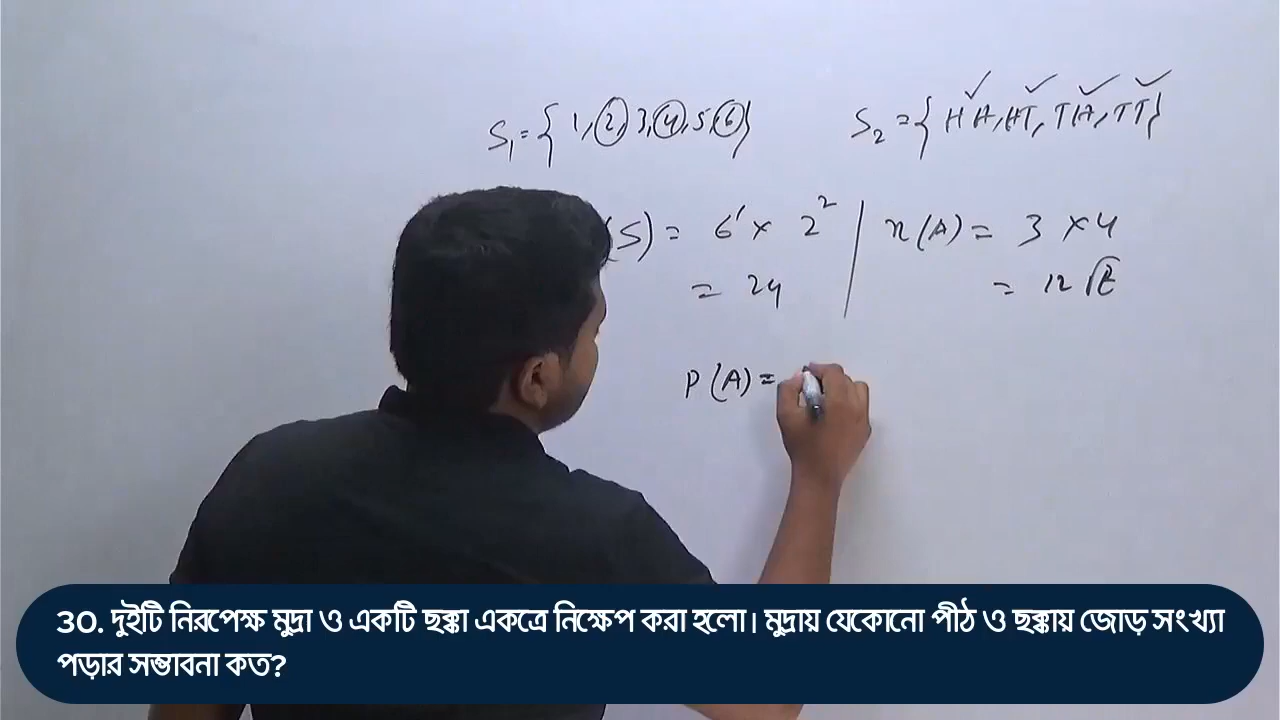 S₁ = { 1, 2, 3, 4, 5, 6 }
S₂ = { HH, HT, TH, TT }
(S) = 6¹ × 2²
= 24
n(A) = 3 × 4
= 12 টি
P(A) =
30. দুইটি নিরপেক্ষ মুদ্রা ও একটি ছক্কা একত্রে নিক্ষেপ করা হলো। মুদ্রায় যেকোনো পীঠ ও ছক্কায় জোড় সংখ্যা
পড়ার সম্ভাবনা কত?